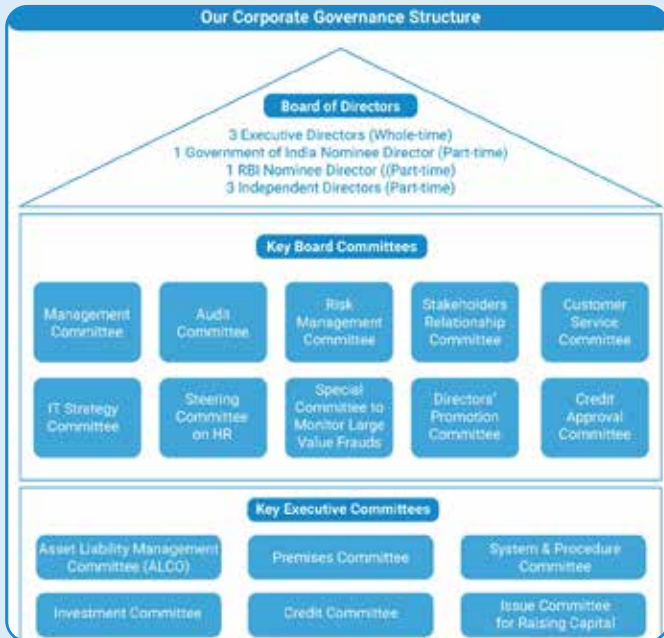 Our Corporate Governance Structure
Board of Directors
3 Executive Directors (Whole-time)
1 Government of India Nominee Director (Part-time)
1 RBI Nominee Director ((Part-time)
3 Independent Directors (Part-time)
Key Board Committees
Management
Committee
Audit
Committee
Risk
Management
Committee
Stakeholders
Relationship
Committee
Customer
Service
Committee
IT Strategy
Committee
Steering
Committee
on HR
Special
Committee to
Monitor Large
Value Frauds
Directors'
Promotion
Committee
Credit
Approval
Committee
Key Executive Committees
Asset Liability Management
Committee (ALCO)
Premises Committee
System & Procedure
Committee
Investment Committee
Credit Committee
Issue Committee
for Raising Capital